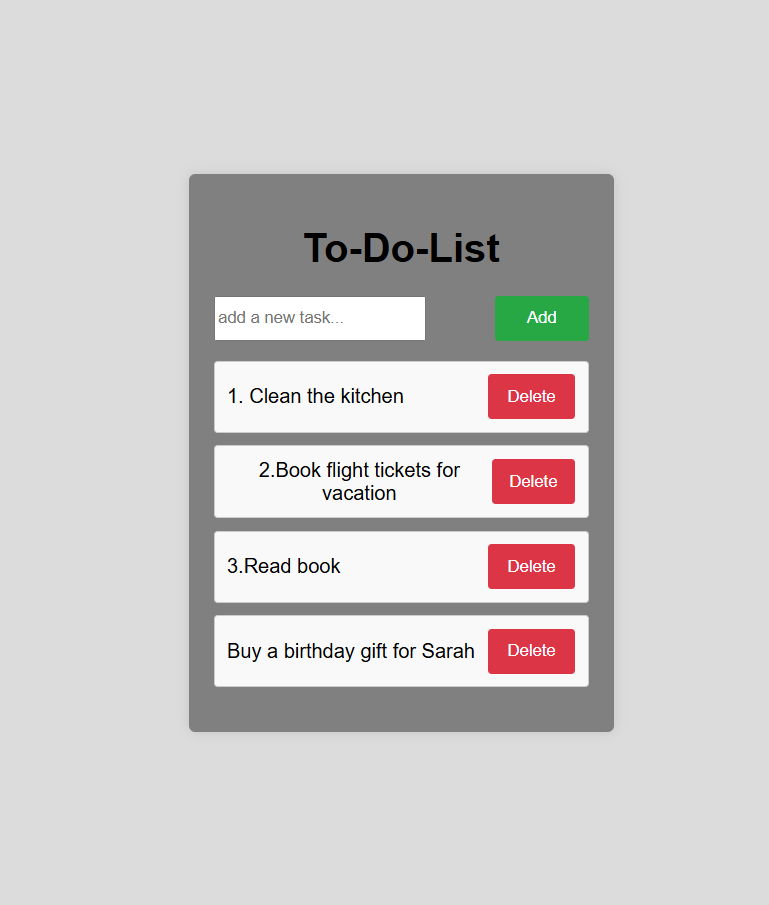 To-Do-List
add a new task...
Add
1. Clean the kitchen
Delete
2.Book flight tickets for
vacation
Delete
3.Read book
Delete
Buy a birthday gift for Sarah
Delete